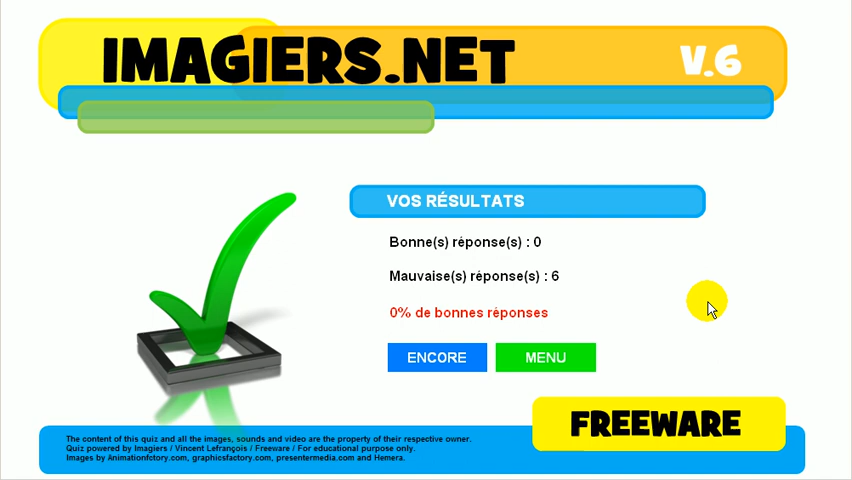 IMAGIERS.NET
V.6
VOS RÉSULTATS
Bonne(s) réponse(s) : 0
Mauvaise(s) réponse(s) : 6
0% de bonnes réponses
ENCORE
MENU
FREEWARE
The content of this quiz and all the images, sounds and video are the property of their respective owner.
Quiz powered by Imagiers / Vincent Lefrançois / Freeware / For educational purpose only.
Images by Animationfctory.com, graphicsfactory.com, presentermedia.com and Hemera.